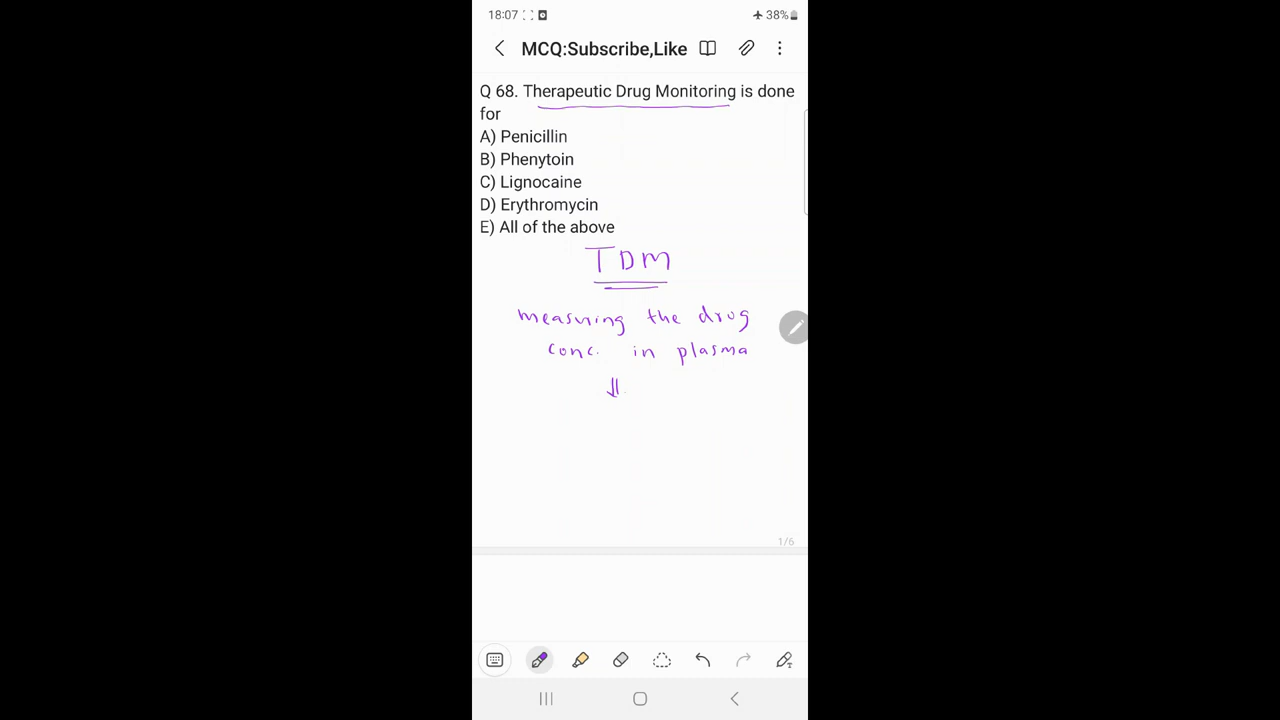 18:07 38%
MCQ:Subscribe,Like
Q 68. Therapeutic Drug Monitoring is done
for
A) Penicillin
B) Phenytoin
C) Lignocaine
D) Erythromycin
E) All of the above
TDM
measuring the drug
conc. in plasma
1/6